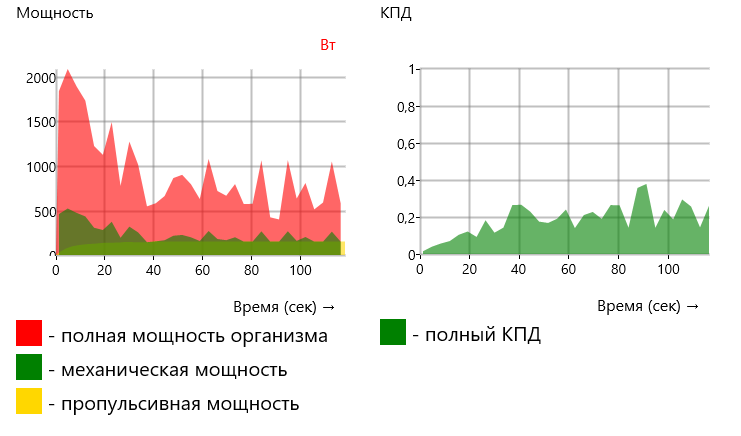 Мощность
Вт
2000
1500
1000
500
0
0 20 40 60 80 100
Время (сек) →
- полная мощность организма
- механическая мощность
- пропульсивная мощность
КПД
1
0,8
0,6
0,4
0,2
0
0 20 40 60 80 100
Время (сек) →
- полный КПД